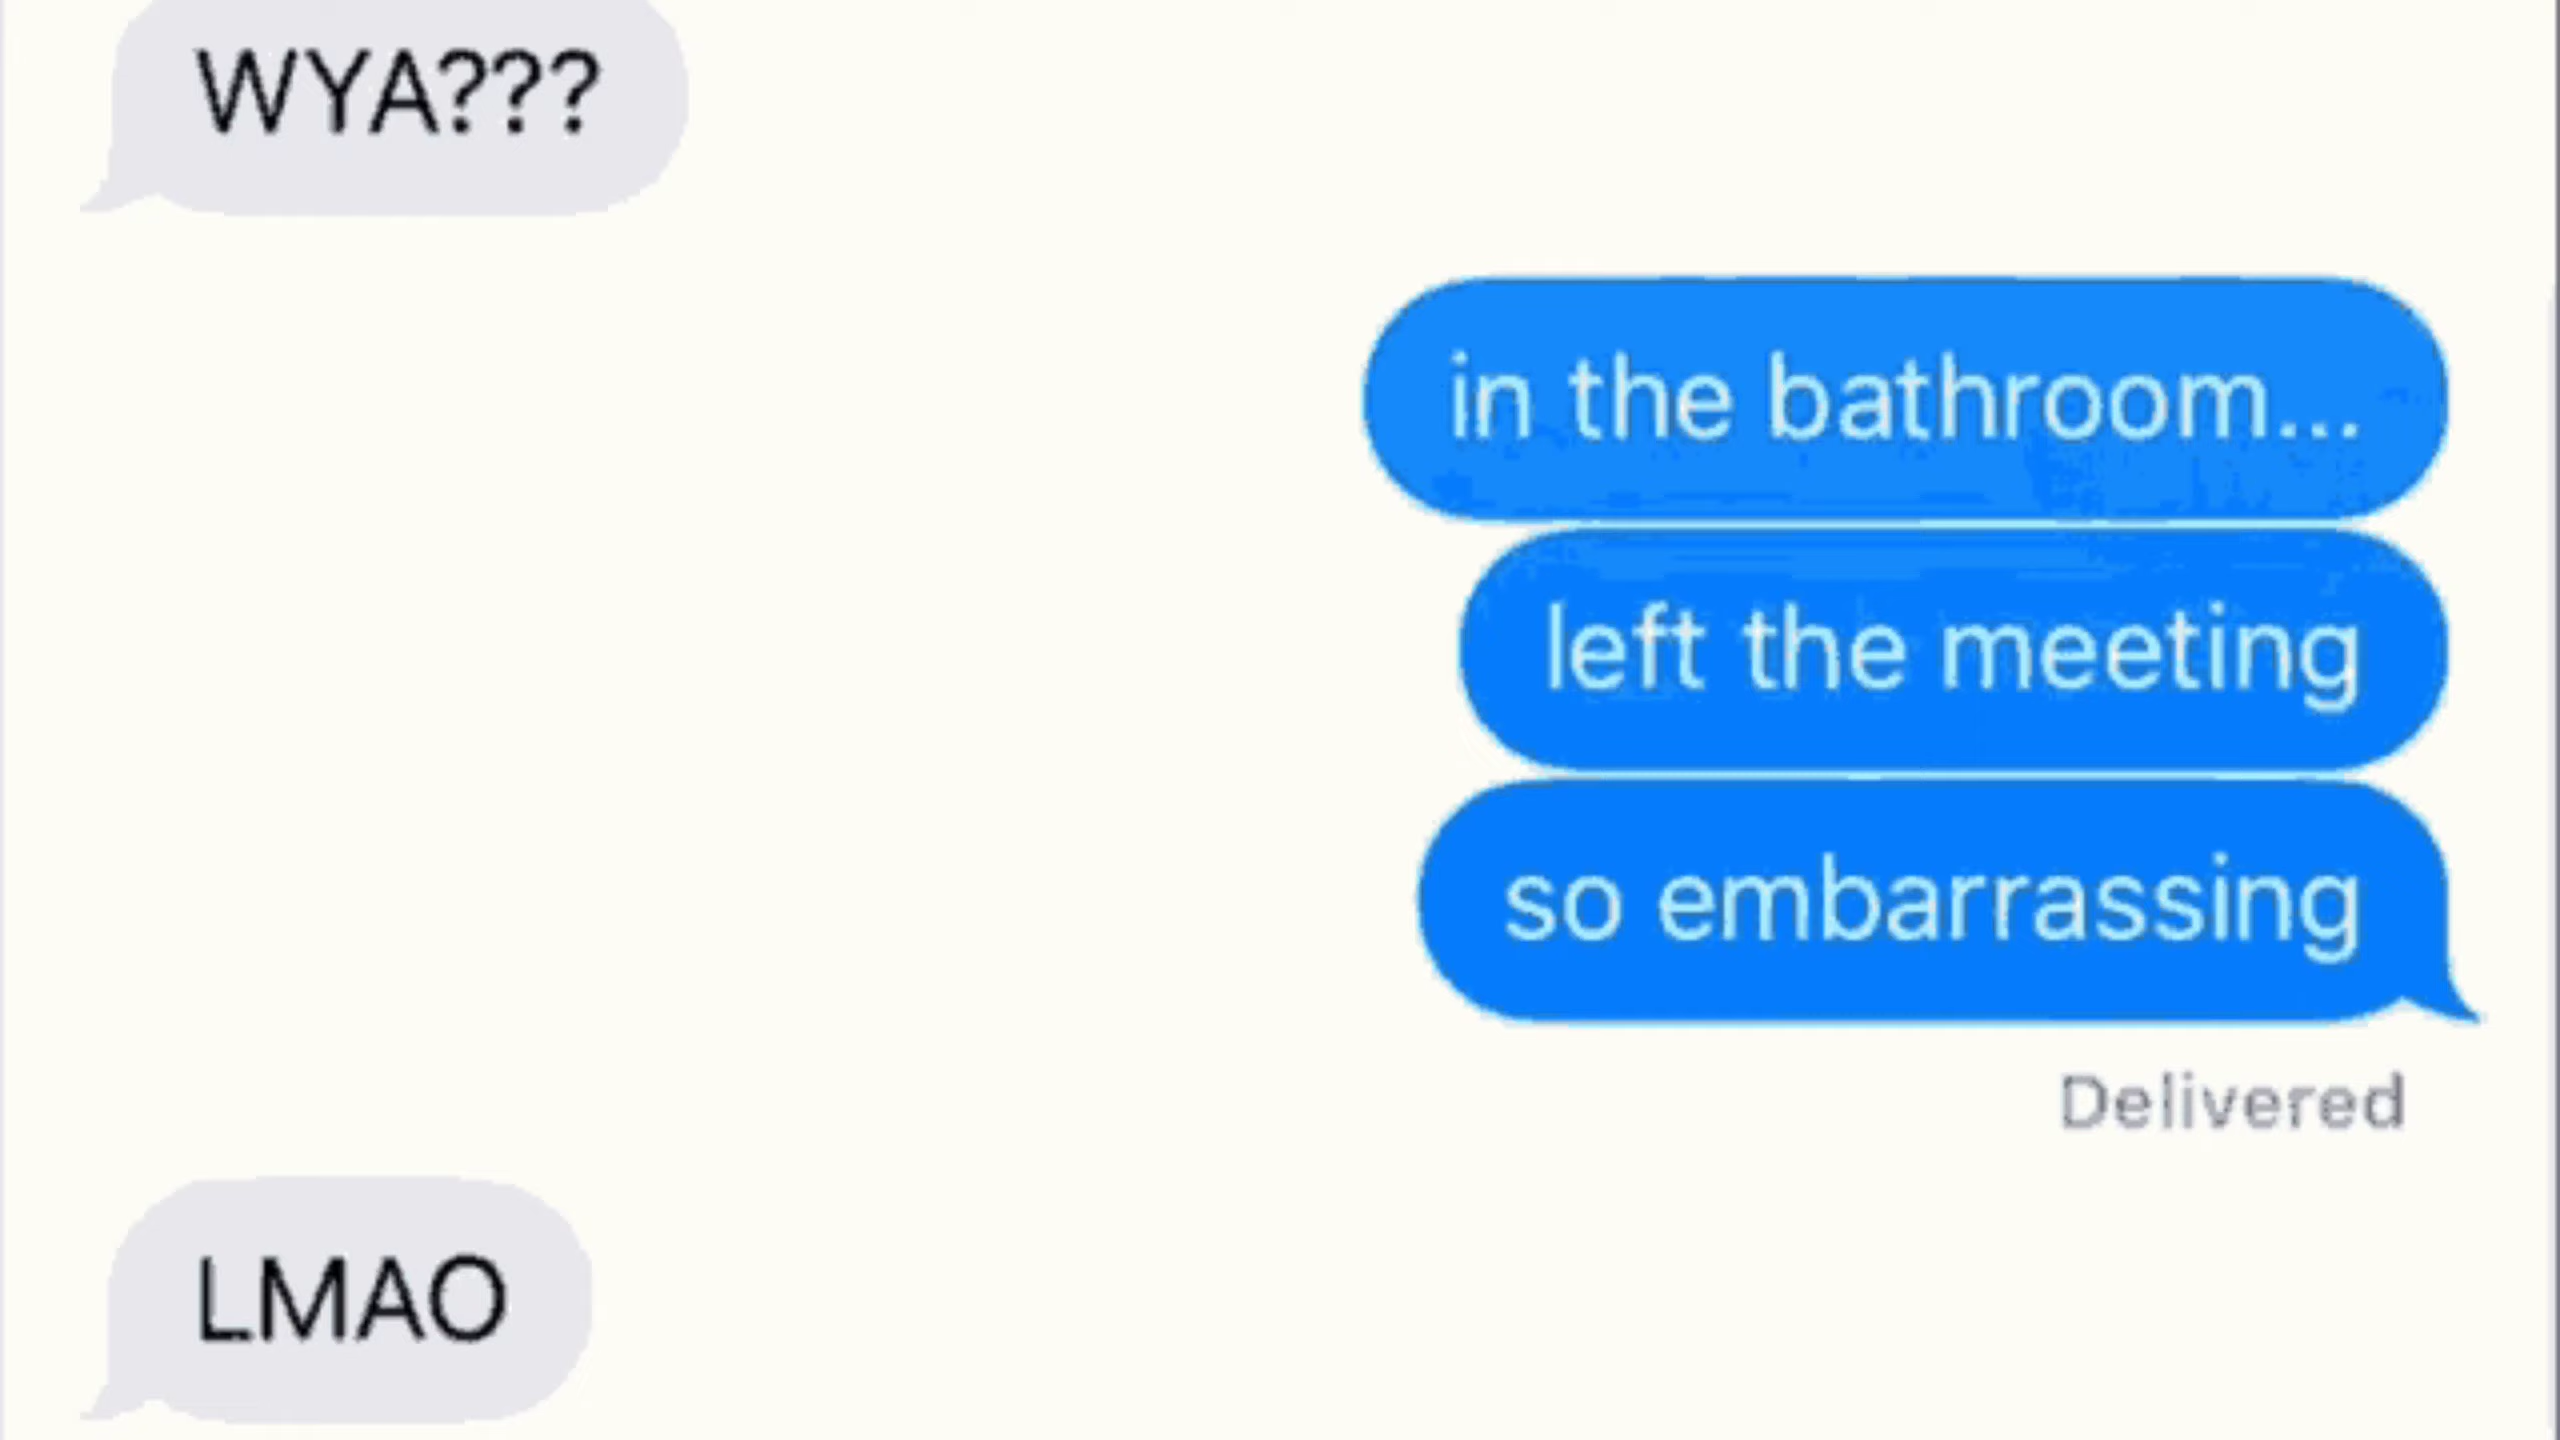 WYA???
in the bathroom...
left the meeting
so embarrassing
Delivered
LMAO